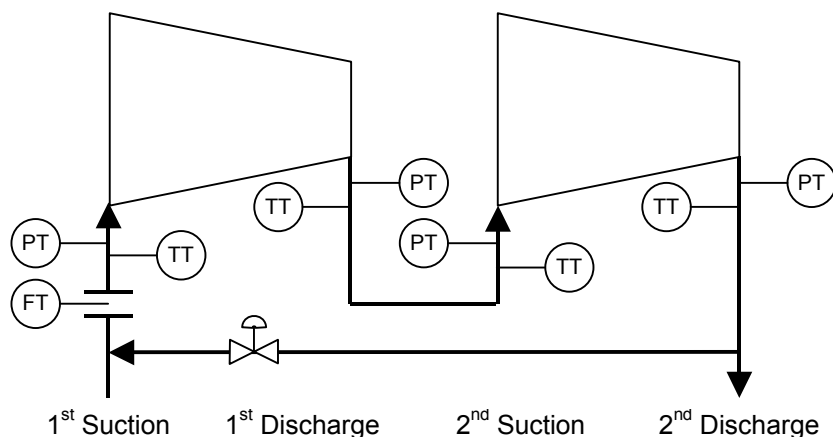 PT
TT
PT
TT
PT
TT
PT
TT
FT
1st Suction
1st Discharge
2nd Suction
2nd Discharge